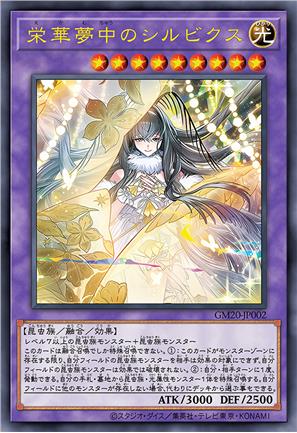 栄華夢中のシルビクス
光
GM20-JP002
【昆虫族/融合/効果】
レベル7以上の昆虫族モンスター+昆虫族モンスター
このカードは融合召喚でしか特殊召喚できない。①:このカードがモンスターゾーンに
存在する限り、自分フィールドの昆虫族モンスターを相手は効果の対象にできず、自分
フィールドの昆虫族モンスターは効果では破壊されない。②:自分・相手ターンに1度、
発動できる。自分の手札・墓地から昆虫族・光属性モンスター1体を特殊召喚する。自分
フィールドに他のモンスターが存在しない場合、代わりにデッキから選ぶ事もできる。
ATK/3000 DEF/2500
©スタジオ・ダイス/集英社・テレビ東京・KONAMI